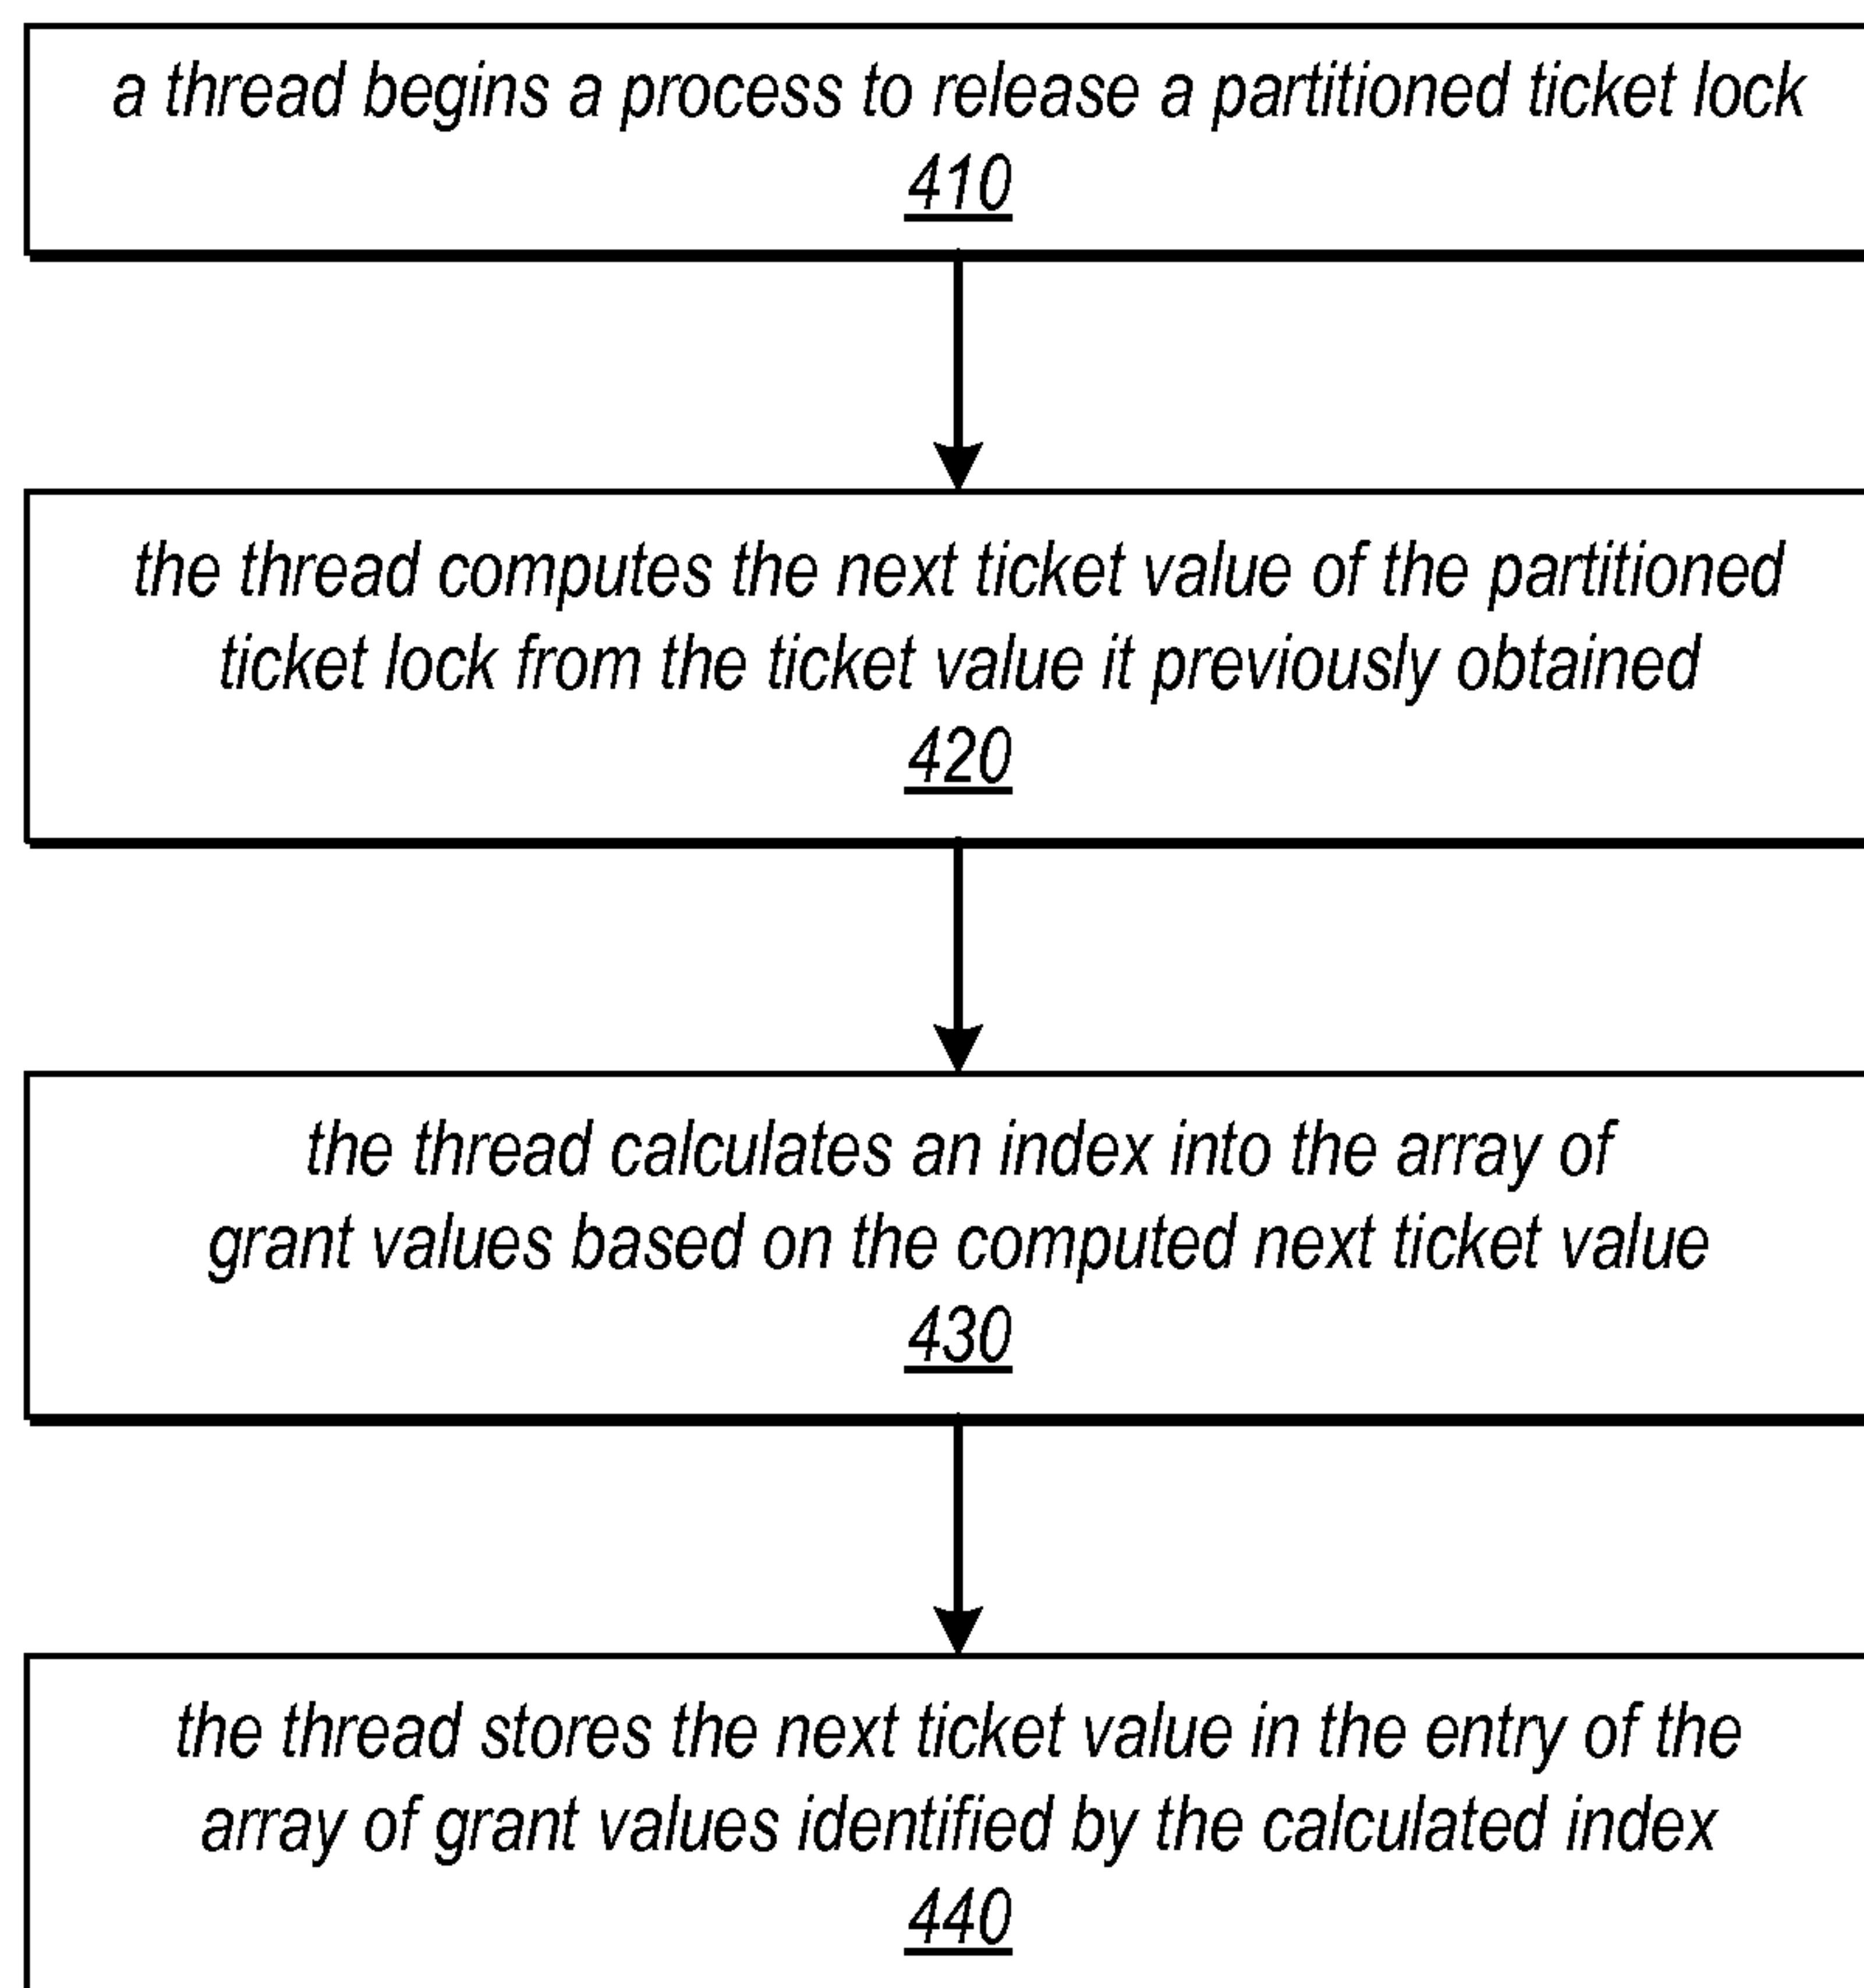 a thread begins a process to release a partitioned ticket lock
410
the thread computes the next ticket value of the partitioned
ticket lock from the ticket value it previously obtained
420
the thread calculates an index into the array of
grant values based on the computed next ticket value
430
the thread stores the next ticket value in the entry of the
array of grant values identified by the calculated index
440